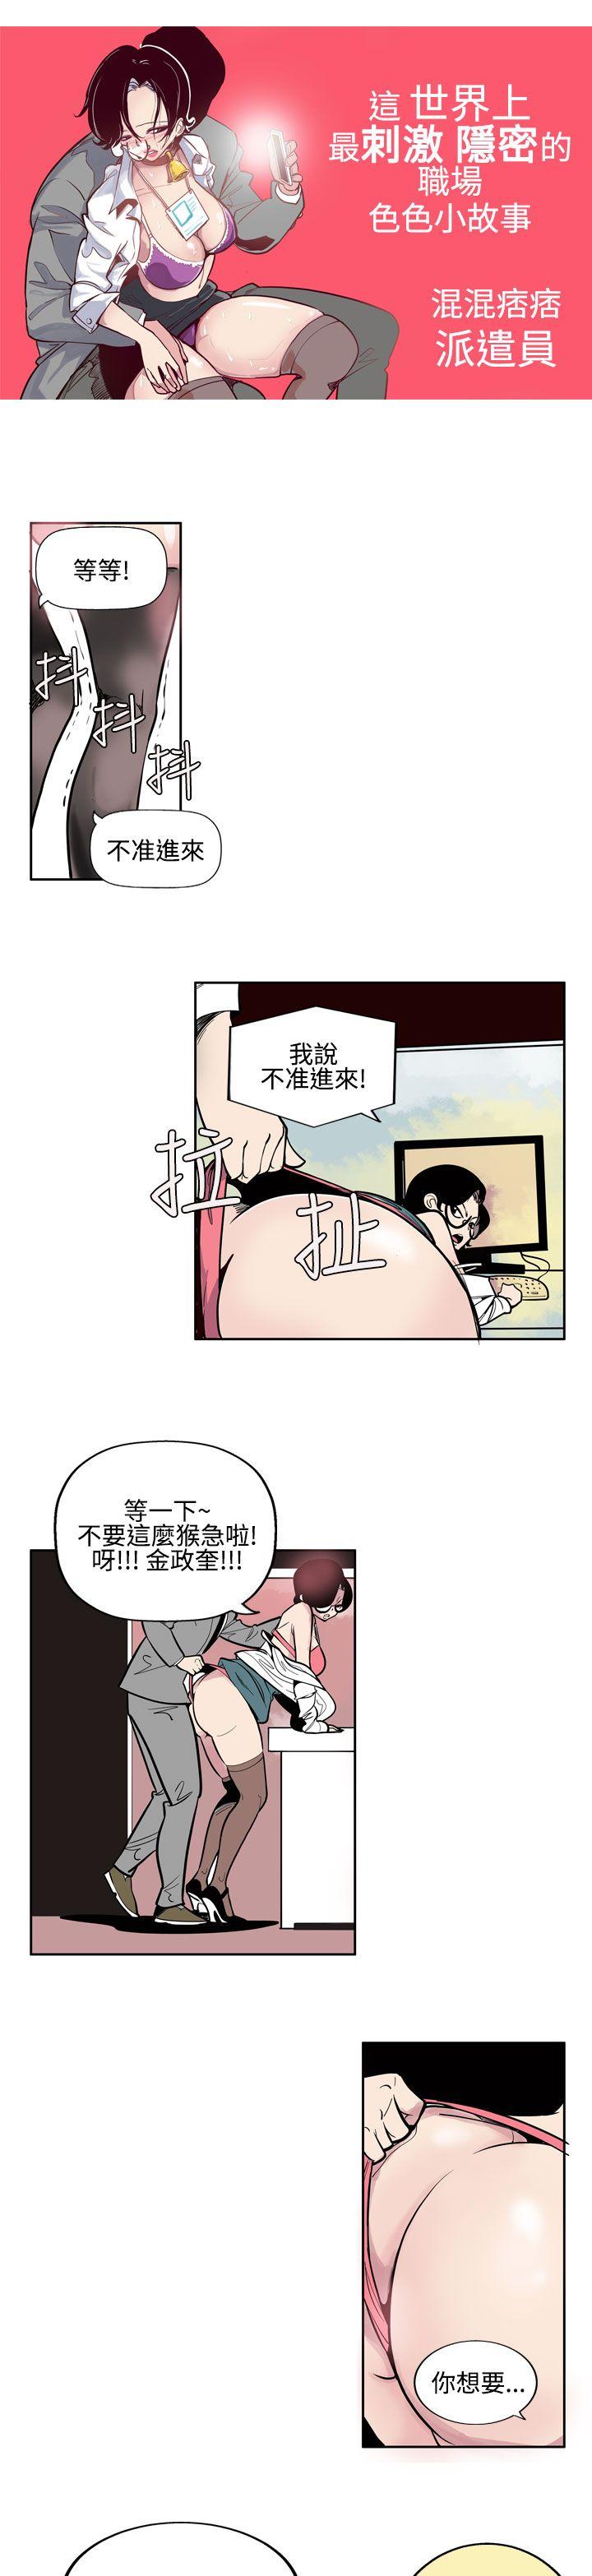 這 世界上
最刺激 隱密的
職場
色色小故事
混混痞痞
派遣員
等等!
抖
抖
抖
不准進來
我說
不准進來!
拉
扯
等一下~
不要這麼猴急啦!
呀!!! 金政奎!!!
你想要...